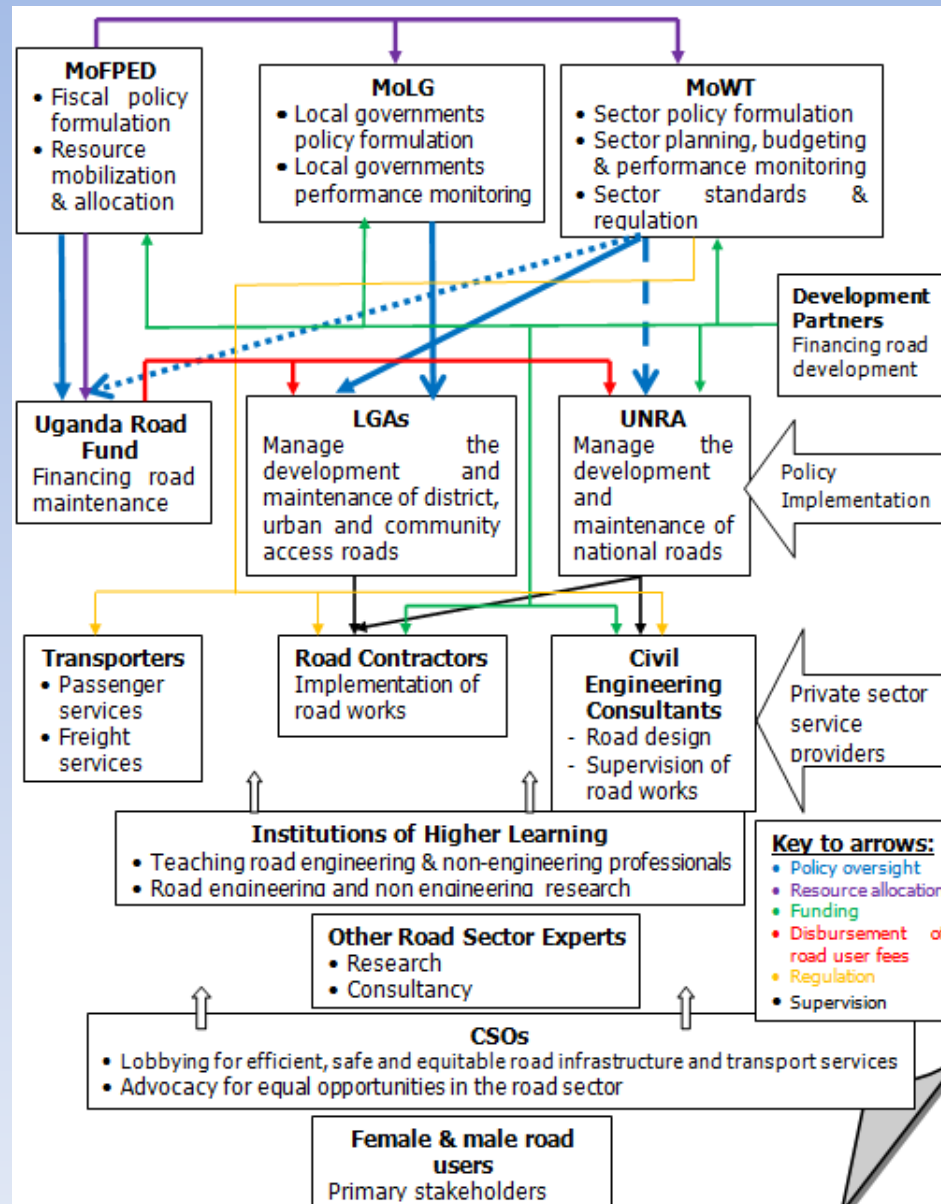 MoFPED
• Fiscal policy
formulation
• Resource
mobilization
& allocation
MoLG
• Local governments
policy formulation
• Local governments
performance monitoring
MoWT
• Sector policy formulation
• Sector planning, budgeting
& performance monitoring
• Sector standards &
regulation
Development
Partners
Financing road
development
Uganda Road
Fund
Financing road
maintenance
LGAs
Manage the
development and
maintenance of district,
urban and community
access roads
UNRA
Manage the
development
and
maintenance of
national roads
Policy
Implementation
Transporters
• Passenger
services
• Freight
services
Road Contractors
Implementation of
road works
Civil
Engineering
Consultants
- Road design
- Supervision of
road works
Private sector
service
providers
Institutions of Higher Learning
• Teaching road engineering & non-engineering professionals
• Road engineering and non engineering research
Key to arrows:
• Policy oversight
• Resource allocation
• Funding
• Disbursement of
road user fees
• Regulation
• Supervision
Other Road Sector Experts
• Research
• Consultancy
CSOs
• Lobbying for efficient, safe and equitable road infrastructure and transport services
• Advocacy for equal opportunities in the road sector
Female & male road
users
Primary stakeholders